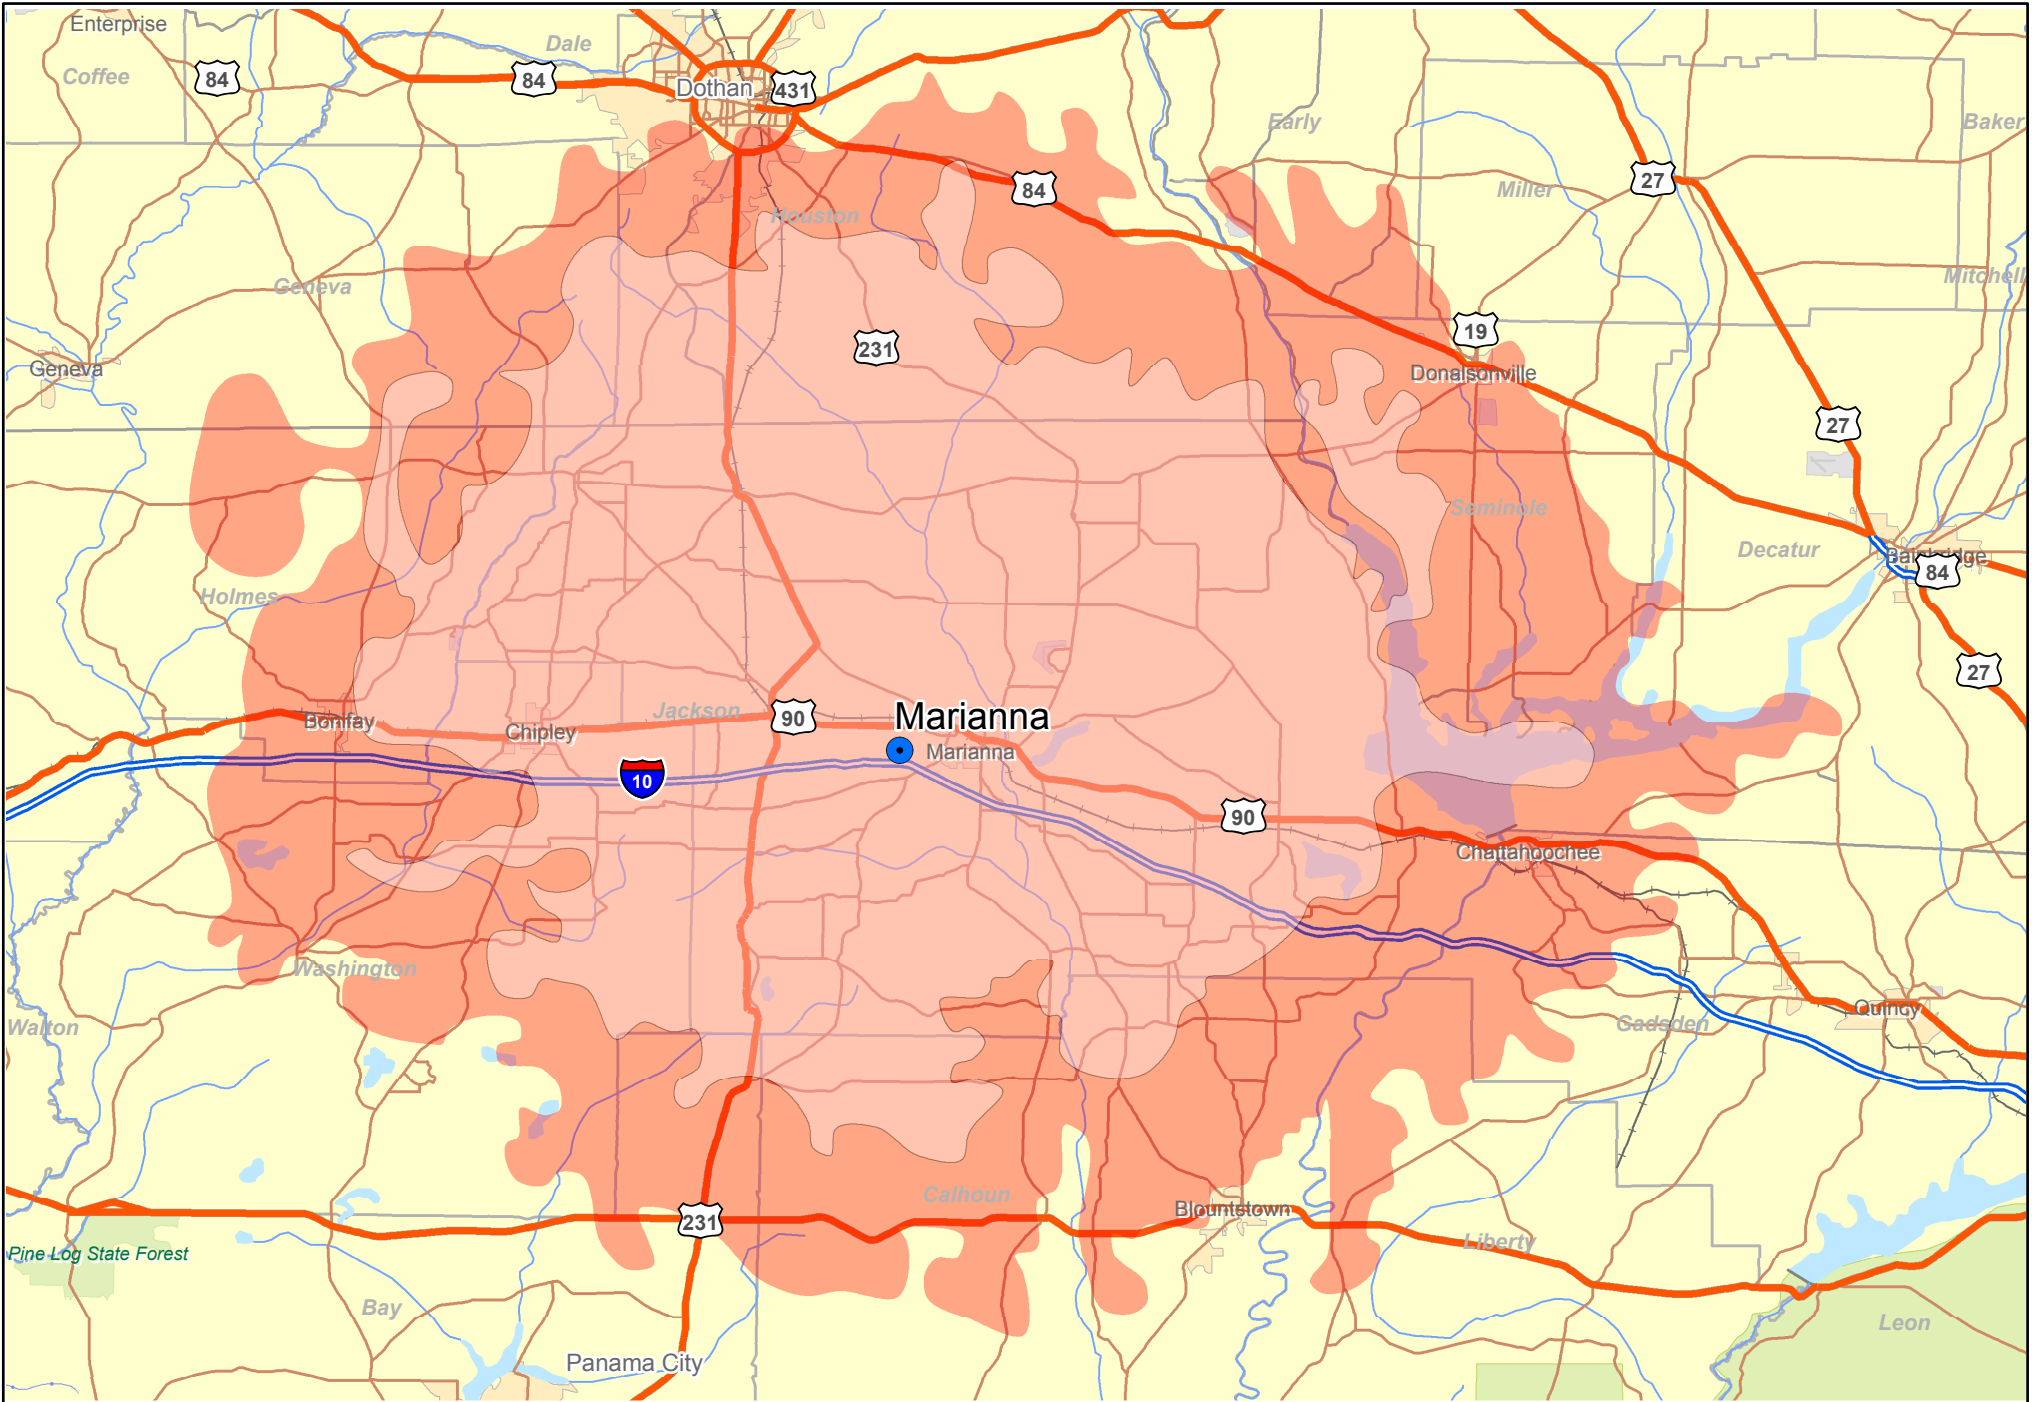 Enterprise
Dale
Coffee
84
84
Dothan
431
Early
Baker
84
Miller
27
Houston
Geneva
Mitchell
19
231
Geneva
Donalsonville
27
Seminole
Decatur
Bainbridge
84
Holmes
27
Jackson
90
Marianna
Bonifay
Chipley
Marianna
10
90
Chattahoochee
Washington
Quincy
Walton
Gadsden
Calhoun
Blountstown
231
Liberty
Pine Log State Forest
Bay
Leon
Panama City